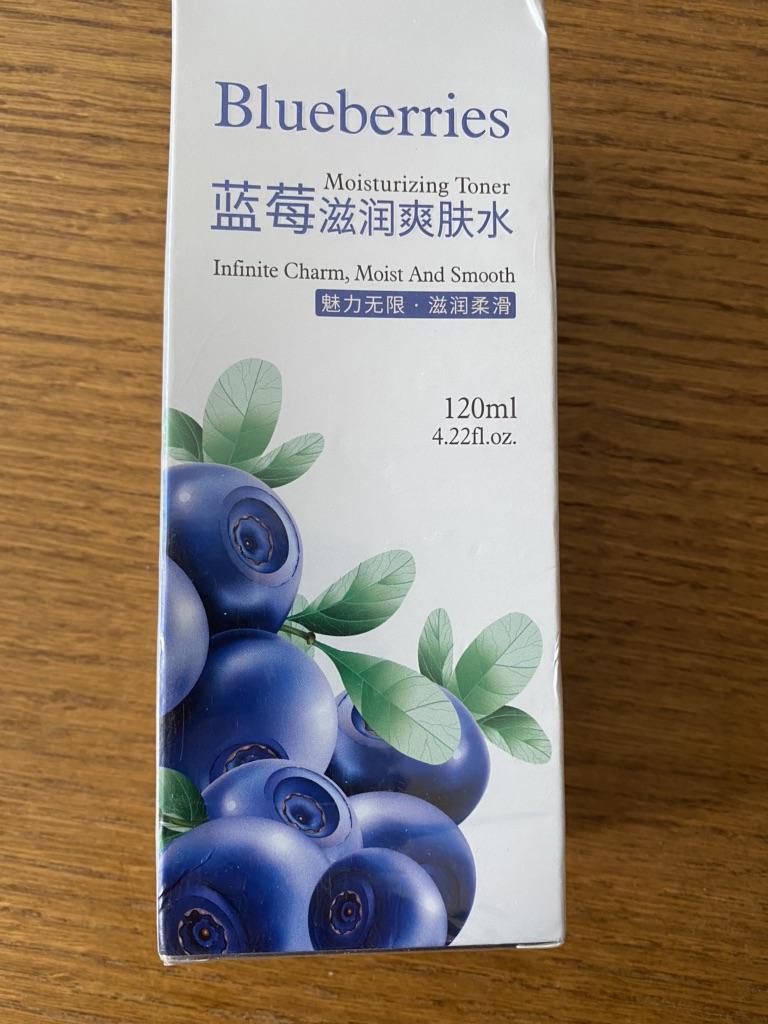 Blueberries
Moisturizing Toner
蓝莓滋润爽肤水
Infinite Charm, Moist And Smooth
魅力无限 · 滋润柔滑
120ml
4.22fl.oz.